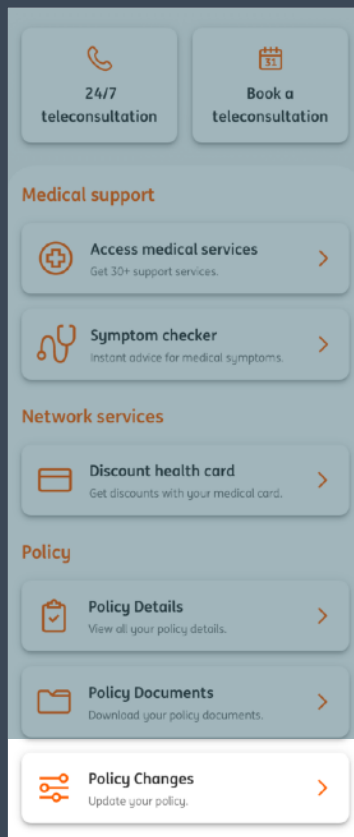 24/7
teleconsultation
31
Book a
teleconsultation
Medical support
Access medical services
Get 30+ support services.
Symptom checker
Instant advice for medical symptoms.
Network services
Discount health card
Get discounts with your medical card.
Policy
Policy Details
View all your policy details.
Policy Documents
Download your policy documents.
Policy Changes
Update your policy.